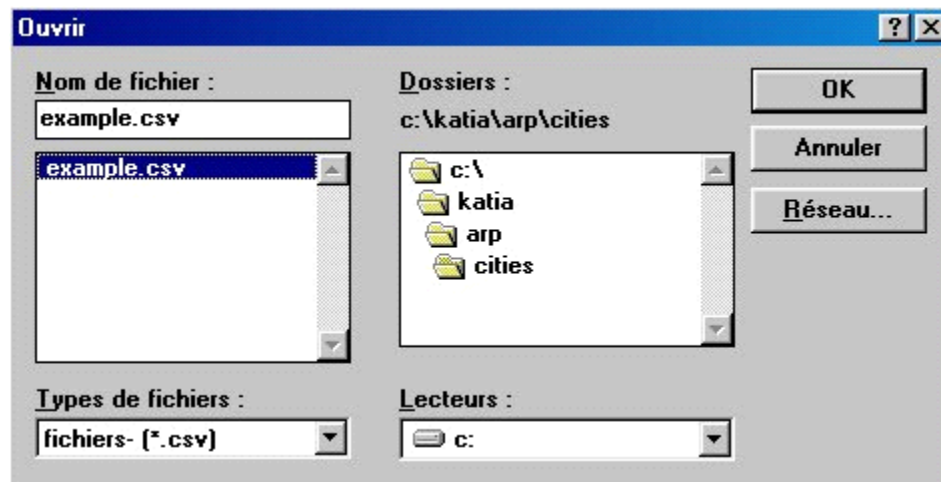 Ouvrir
Nom de fichier :
example.csv
example.csv
Types de fichiers :
fichiers- (*.csv)
Dossiers :
c:\katia\arp\cities
c:\
katia
arp
cities
Lecteurs :
c:
OK
Annuler
Réseau...